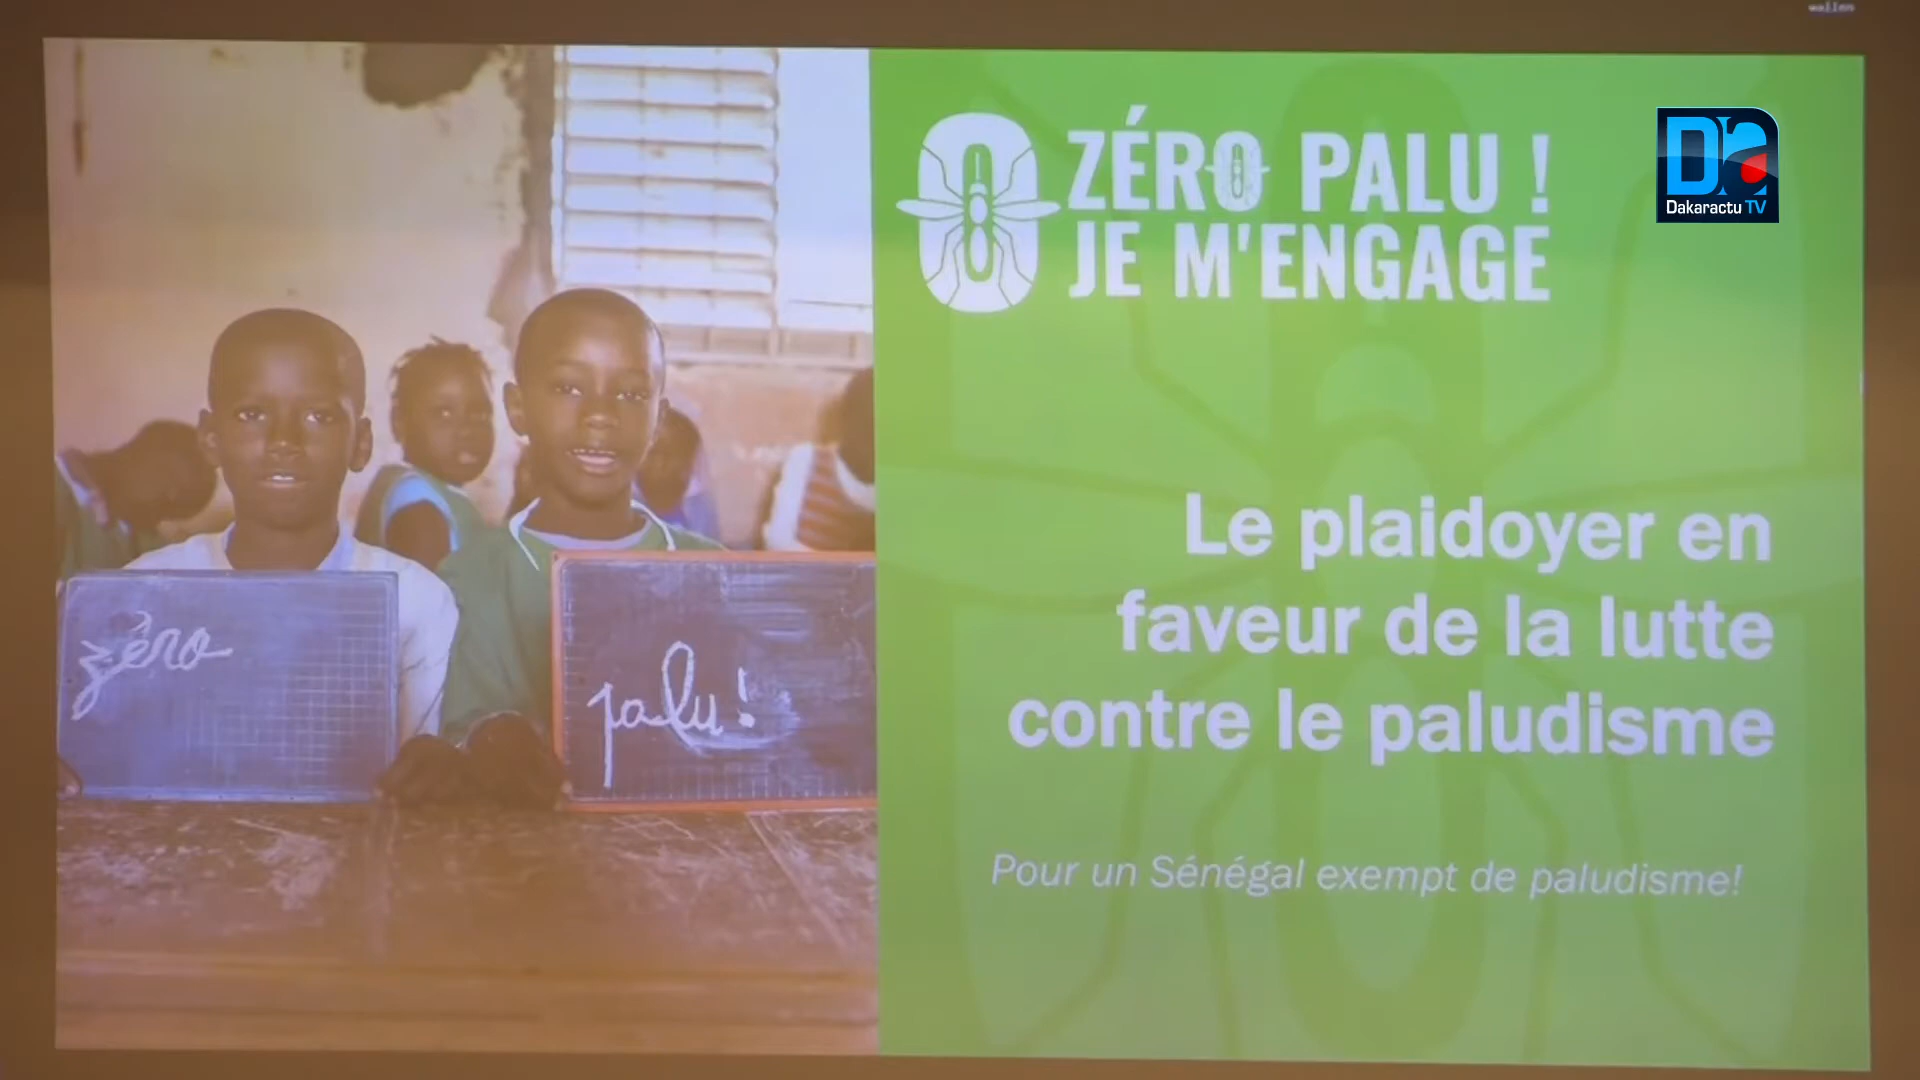 ZÉRO PALU !
JE M'ENGAGE
Dakaractu TV
Le plaidoyer en
faveur de la lutte
contre le paludisme
zéro
palu !
Pour un Sénégal exempt de paludisme!